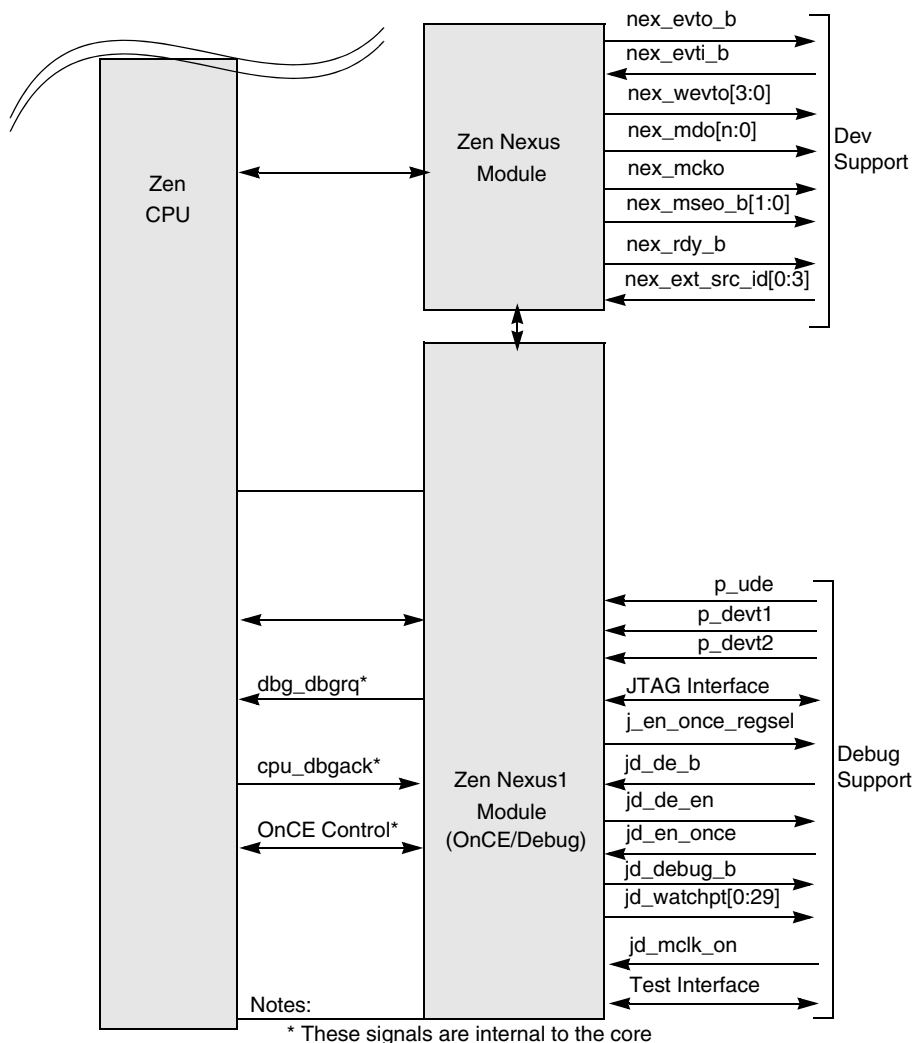 nex_evto_b
nex_evti_b
nex_wevto[3:0]
nex_mdo[n:0]
nex_mcko
nex_mseo_b[1:0]
nex_rdy_b
nex_ext_src_id[0:3]
Dev
Support
Zen Nexus
Module
Zen
CPU
p_ude
p_devt1
p_devt2
JTAG Interface
j_en_once_regsel
jd_de_b
jd_de_en
jd_en_once
jd_debug_b
jd_watchpt[0:29]
jd_mclk_on
Test Interface
Debug
Support
dbg_dbgrq*
cpu_dbgack*
OnCE Control*
Zen Nexus1
Module
(OnCE/Debug)
Notes:
* These signals are internal to the core